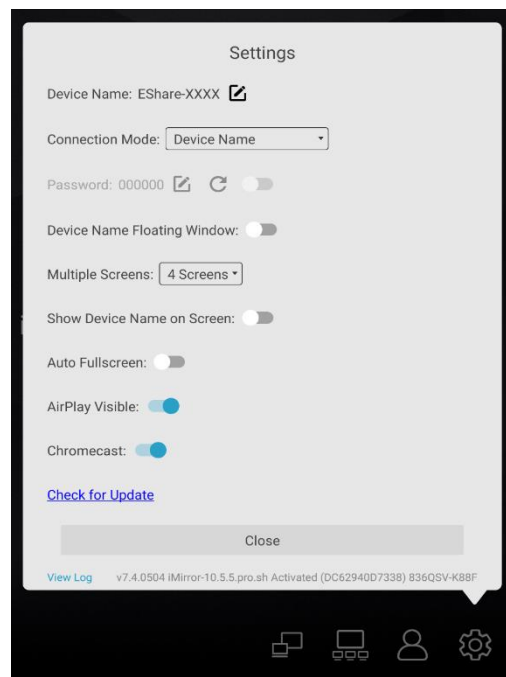 Settings
Device Name: EShare-XXXX
Connection Mode: Device Name
Password: 000000
Device Name Floating Window:
Multiple Screens: 4 Screens
Show Device Name on Screen:
Auto Fullscreen:
AirPlay Visible:
Chromecast:
Check for Update
Close
View Log v7.4.0504 iMirror-10.5.5.pro.sh Activated (DC62940D7338) 836QSV-K88F